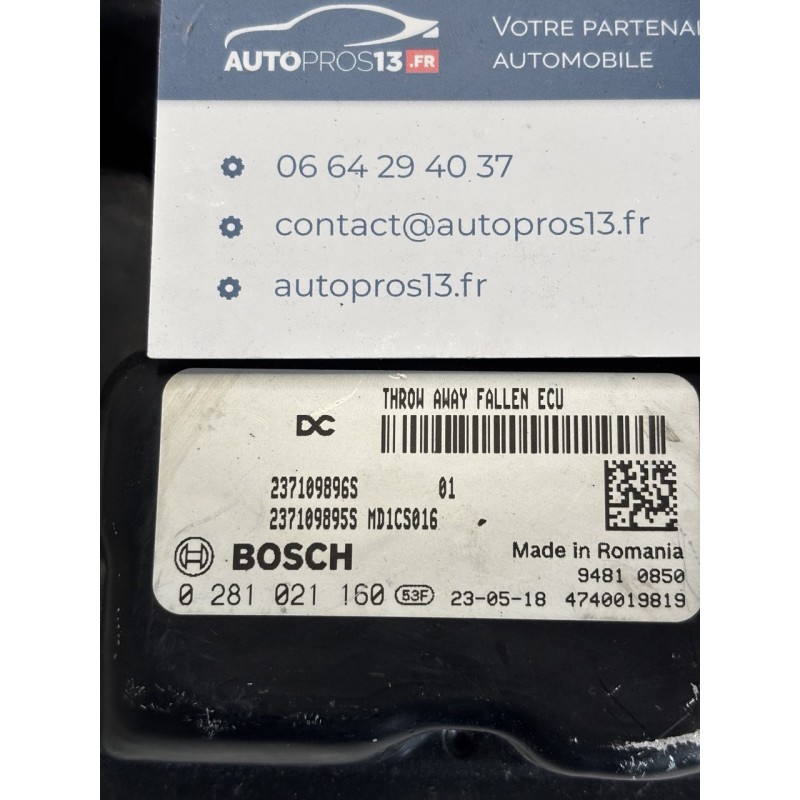 AUTOPROS13.FR
VOTRE PARTENAI
AUTOMOBILE
06 64 29 40 37
contact@autopros13.fr
autopros13.fr
THROW AWAY FALLEN ECU
DC
237109896S 01
237109895S MD1CS016
BOSCH
Made in Romania
9481 0850
0 281 021 160 53F 23-05-18 4740019819